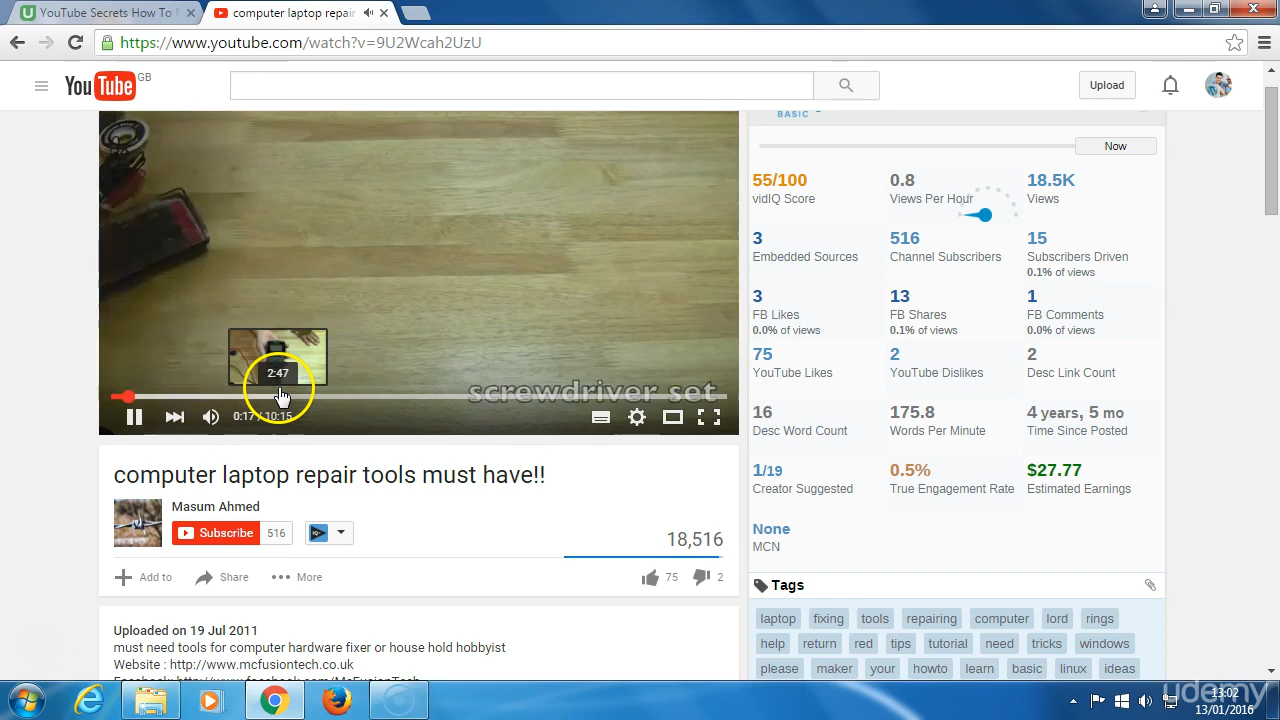 YouTube Secrets How To
computer laptop repair
https://www.youtube.com/watch?v=9U2Wcah2UzU
YouTube GB
Upload
BASIC
Now
55/100
vidIQ Score
0.8
Views Per Hour
18.5K
Views
3
Embedded Sources
516
Channel Subscribers
15
Subscribers Driven
0.1% of views
3
FB Likes
0.0% of views
13
FB Shares
0.1% of views
1
FB Comments
0.0% of views
75
YouTube Likes
2
YouTube Dislikes
2
Desc Link Count
16
Desc Word Count
175.8
Words Per Minute
4 years, 5 mo
Time Since Posted
1/19
Creator Suggested
0.5%
True Engagement Rate
$27.77
Estimated Earnings
None
MCN
Tags
laptop fixing tools repairing computer lord rings
help return red tips tutorial need tricks windows
please maker your howto learn basic linux ideas
2:47
screwdriver set
0:17 / 10:15
computer laptop repair tools must have!!
Masum Ahmed
Subscribe 516
18,516
Add to Share More 75 2
Uploaded on 19 Jul 2011
must need tools for computer hardware fixer or house hold hobbyist
Website : http://www.mcfusiontech.co.uk
Facebook: http://www.facebook.com/McFusionTech
13:02
13/01/2016
udemy